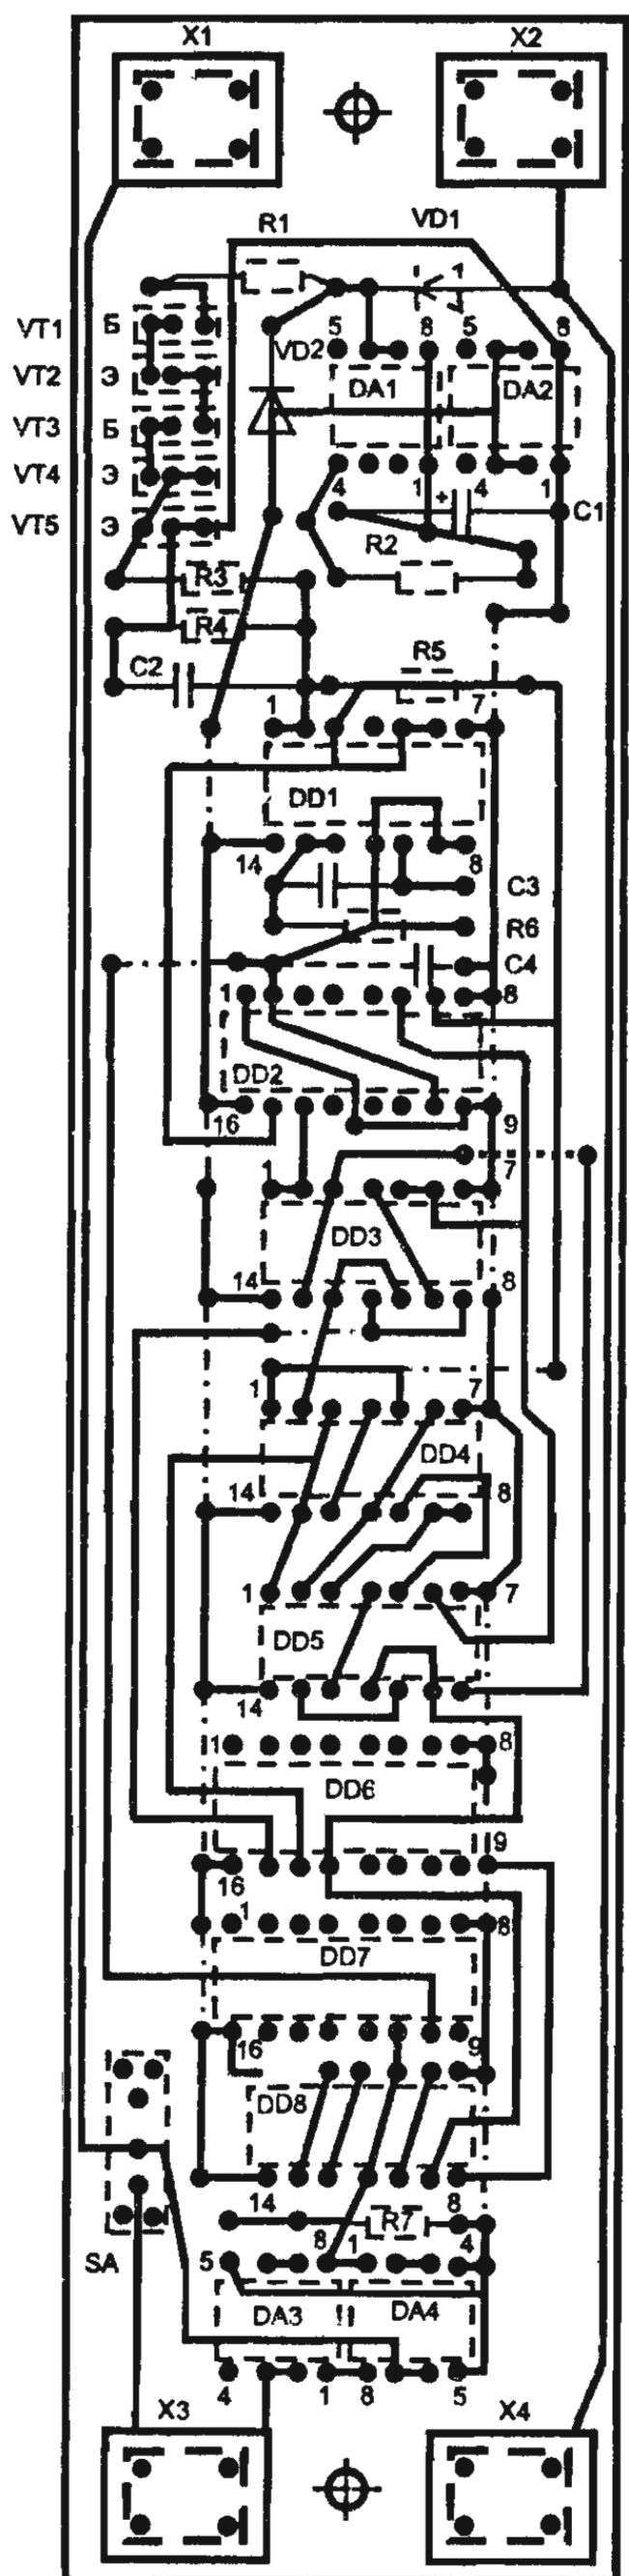 X1 X2
R1 VD1
VT1 Б 5 8 5 8
VD2
VT2 Э DA1 DA2
VT3 Б
VT4 Э 4 1 4 1
+ C1
VT5 Э R2
R3
R4
C2 R5
1 7
DD1
14 8
C3
R6
C4
1 8
DD2
16 9
1 7
DD3
14 8
1 7
DD4
14 8
1 7
DD5
14
1 8
DD6
16 9
1 8
DD7
16 9
DD8
14 8
R7
8 1 4
SA 5
DA3 DA4
4 1 8 5
X3 X4